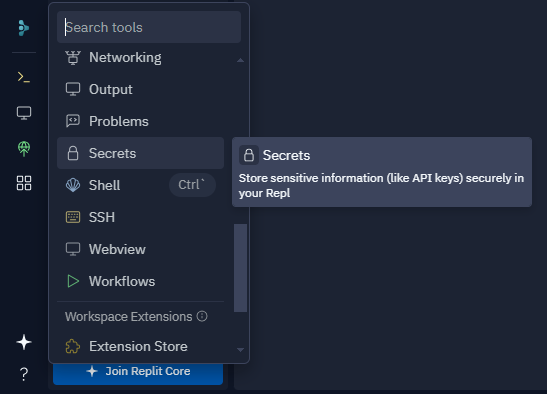 Search tools
Networking
Output
Problems
Secrets
Secrets
Store sensitive information (like API keys) securely in
your Repl
Shell Ctrl`
SSH
Webview
Workflows
Workspace Extensions
Extension Store
Join Replit Core
?